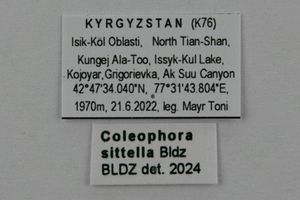 KYRGYZSTAN (K76)
Isik-Köl Oblasti, North Tian-Shan,
Kungej Ala-Too, Issyk-Kul Lake,
Kojoyar, Grigorievka, Ak Suu Canyon
42°47'34.040"N, 77°31'43.804"E,
1970m, 21.6.2022, leg. Mayr Toni
Coleophora
sittella Bldz
BLDZ det. 2024